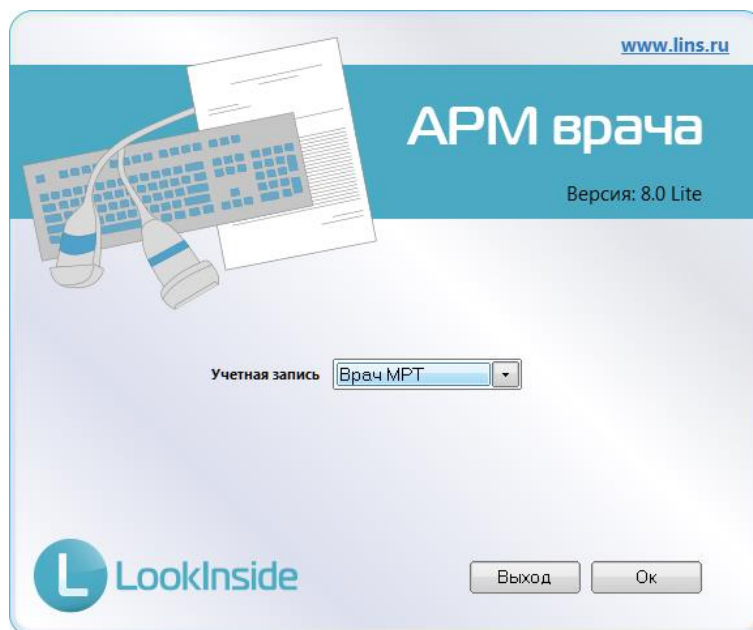 www.lins.ru
АРМ врача
Версия: 8.0 Lite
Учетная запись Врач МРТ
L LookInside
Выход Ок